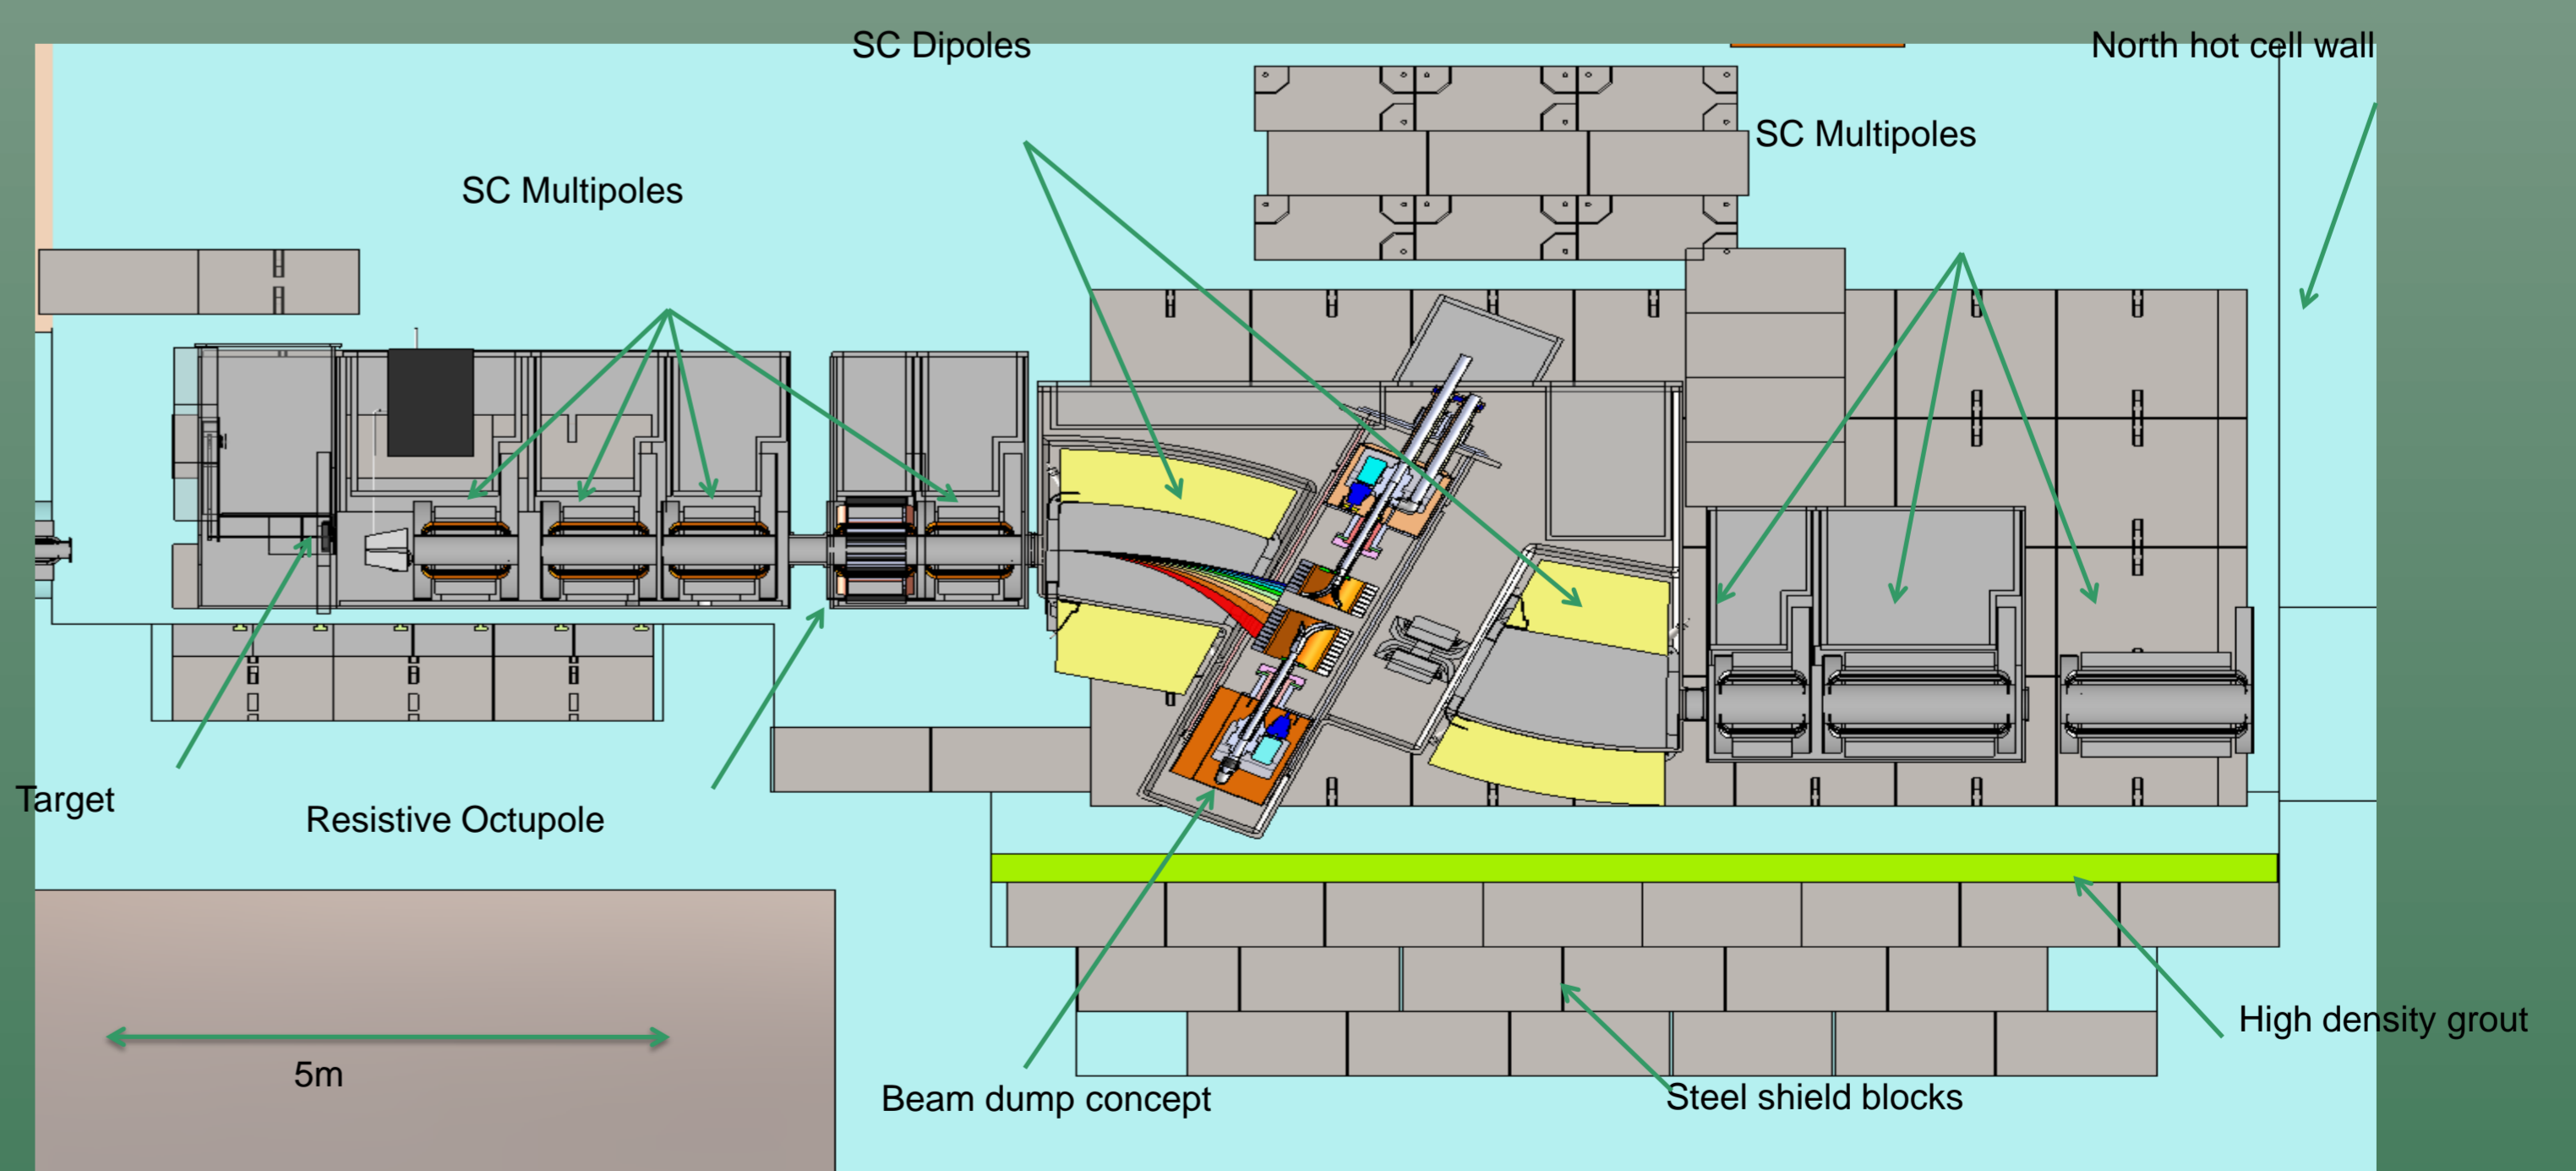 SC Dipoles
North hot cell wall
SC Multipoles
SC Multipoles
Target
Resistive Octupole
5m
High density grout
Beam dump concept
Steel shield blocks